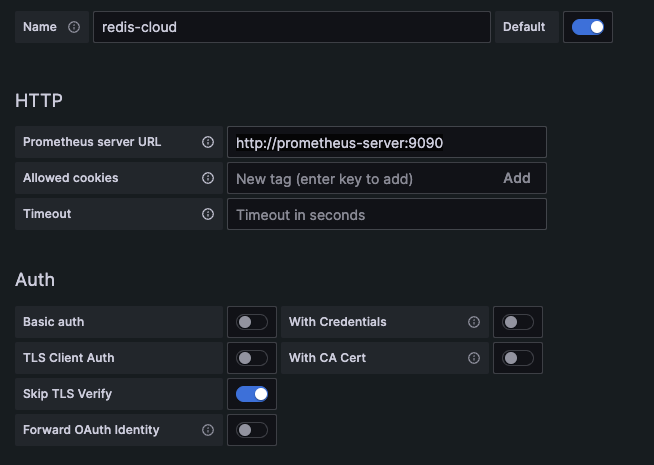 Name redis-cloud Default
HTTP
Prometheus server URL http://prometheus-server:9090
Allowed cookies New tag (enter key to add) Add
Timeout Timeout in seconds
Auth
Basic auth With Credentials
TLS Client Auth With CA Cert
Skip TLS Verify
Forward OAuth Identity